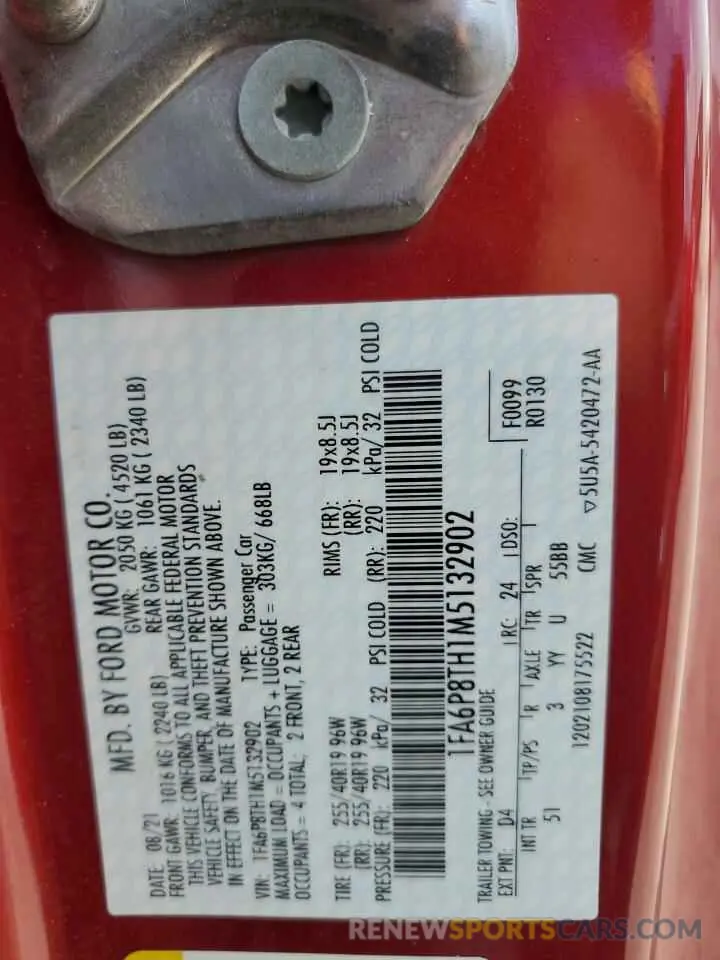 MFD. BY FORD MOTOR CO.
DATE: 08/21 GVWR: 2050 KG ( 4520 LB)
FRONT GAWR: 1016 KG ( 2240 LB) REAR GAWR: 1061 KG ( 2340 LB)
THIS VEHICLE CONFORMS TO ALL APPLICABLE FEDERAL MOTOR
VEHICLE SAFETY, BUMPER, AND THEFT PREVENTION STANDARDS
IN EFFECT ON THE DATE OF MANUFACTURE SHOWN ABOVE.
VIN: 1FA6P8TH1M5132902 TYPE: Passenger Car
MAXIMUM LOAD = OCCUPANTS + LUGGAGE = 303KG/ 668LB
OCCUPANTS = 4 TOTAL: 2 FRONT, 2 REAR
TIRE (FR): 255/40R19 96W RIMS (FR): 19x8.5J
(RR): 255/40R19 96W (RR): 19x8.5J
PRESSURE (FR): 220 kPa/ 32 PSI COLD (RR): 220 kPa/ 32 PSI COLD
1FA6P8TH1M5132902
TRAILER TOWING - SEE OWNER GUIDE
EXT PNT: D4 RC: 24 DSO: F0099
INT TR TP/PS R AXLE TR SPR R0130
51 3 YY U 55BB
1202108175522 CMC ▽5U5A-5420472-AA
RENEWSPORTSCARS.COM